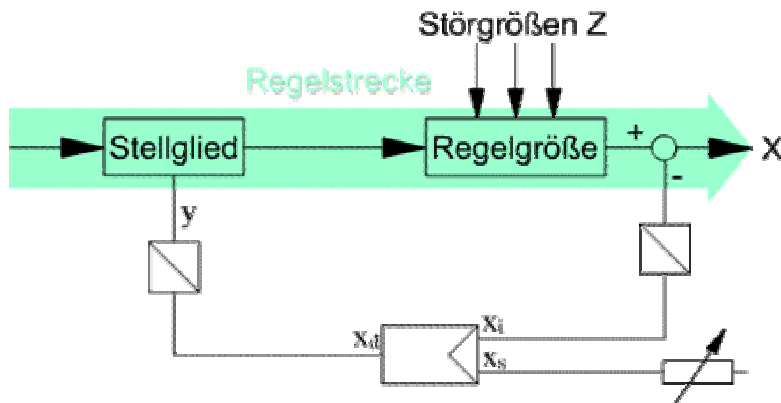 Störgrößen Z
Regelstrecke
Stellglied
Regelgröße
+
X
-
y
xd
xi
xs